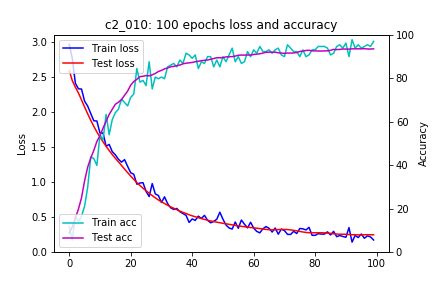 c2_010: 100 epochs loss and accuracy
3.0
2.5
2.0
1.5
1.0
0.5
0.0
Loss
Train loss
Test loss
Train acc
Test acc
0 20 40 60 80 100
100
80
60
40
20
0
Accuracy